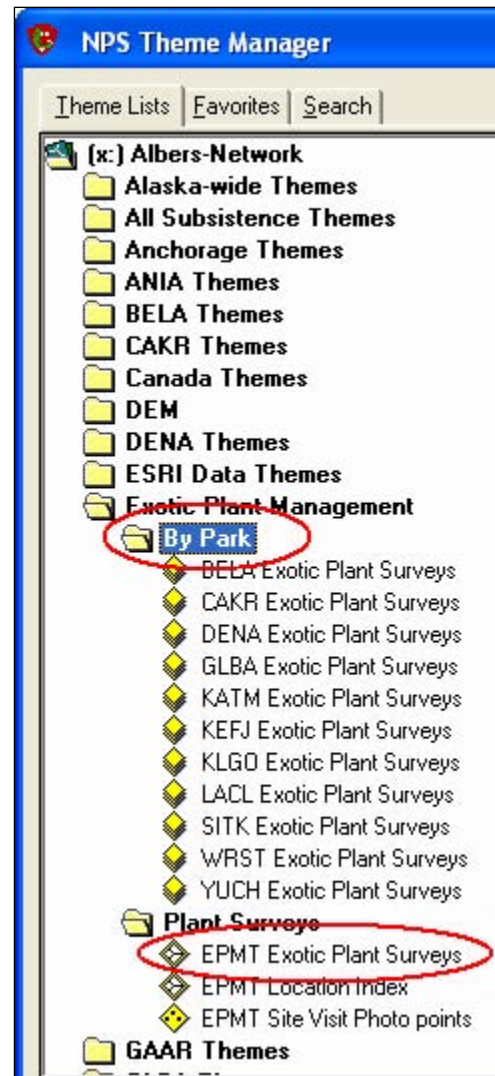 NPS Theme Manager
Theme Lists Favorites Search
(x:) Albers-Network
Alaska-wide Themes
All Subsistence Themes
Anchorage Themes
ANIA Themes
BELA Themes
CAKR Themes
Canada Themes
DEM
DENA Themes
ESRI Data Themes
Exotic Plant Management
By Park
BELA Exotic Plant Surveys
CAKR Exotic Plant Surveys
DENA Exotic Plant Surveys
GLBA Exotic Plant Surveys
KATM Exotic Plant Surveys
KEFJ Exotic Plant Surveys
KLGO Exotic Plant Surveys
LACL Exotic Plant Surveys
SITK Exotic Plant Surveys
WRST Exotic Plant Surveys
YUCH Exotic Plant Surveys
Plant Surveys
EPMT Exotic Plant Surveys
EPMT Location Index
EPMT Site Visit Photo points
GAAR Themes